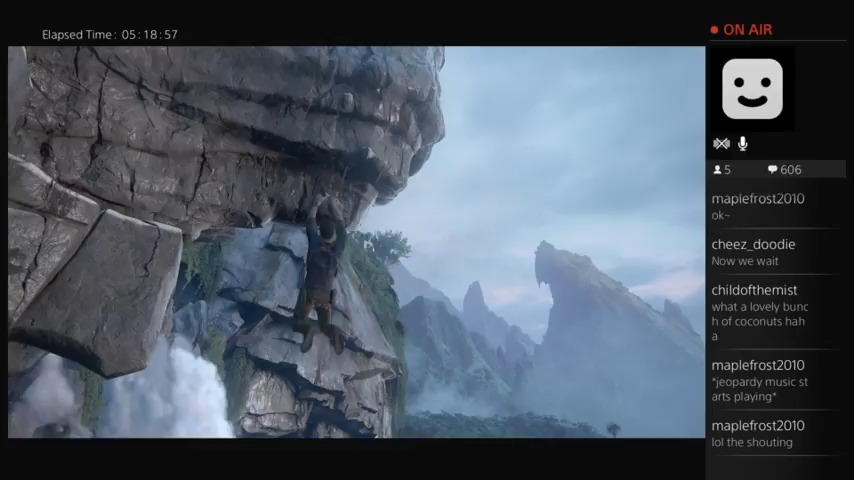 Elapsed Time: 05:18:57
ON AIR
5
606
maplefrost2010
ok~
cheez_doodie
Now we wait
childofthemist
what a lovely bunc
h of coconuts hah
a
maplefrost2010
*jeopardy music st
arts playing*
maplefrost2010
lol the shouting